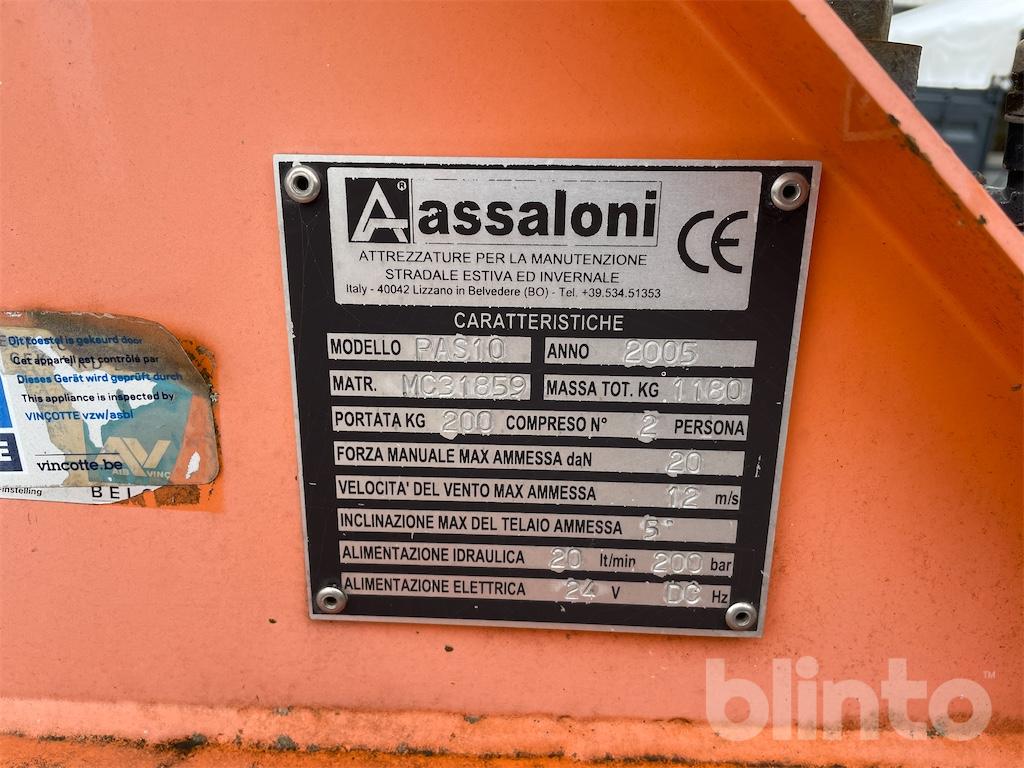 A® assaloni CE
ATTREZZATURE PER LA MANUTENZIONE
STRADALE ESTIVA ED INVERNALE
Italy - 40042 Lizzano in Belvedere (BO) - Tel. +39.534.51353
CARATTERISTICHE
MODELLO PAS10 ANNO 2005
MATR. MC31859 MASSA TOT. KG. 1180
PORTATA KG 200 COMPRESO N° 2 PERSONA
FORZA MANUALE MAX AMMESSA daN 20
VELOCITA' DEL VENTO MAX AMMESSA 12 m/s
INCLINAZIONE MAX DEL TELAIO AMMESSA 5°
ALIMENTAZIONE IDRAULICA 20 lt/min 200 bar
ALIMENTAZIONE ELETTRICA 24 V DC Hz
Dit toestel is gekeurd door
Cet appareil est contrôlé par
Dieses Gerät wird geprüft durch
This appliance is inspected by
VINÇOTTE vzw/asbl
E
vincotte.be
AIB VINÇ
BEL
blinto™